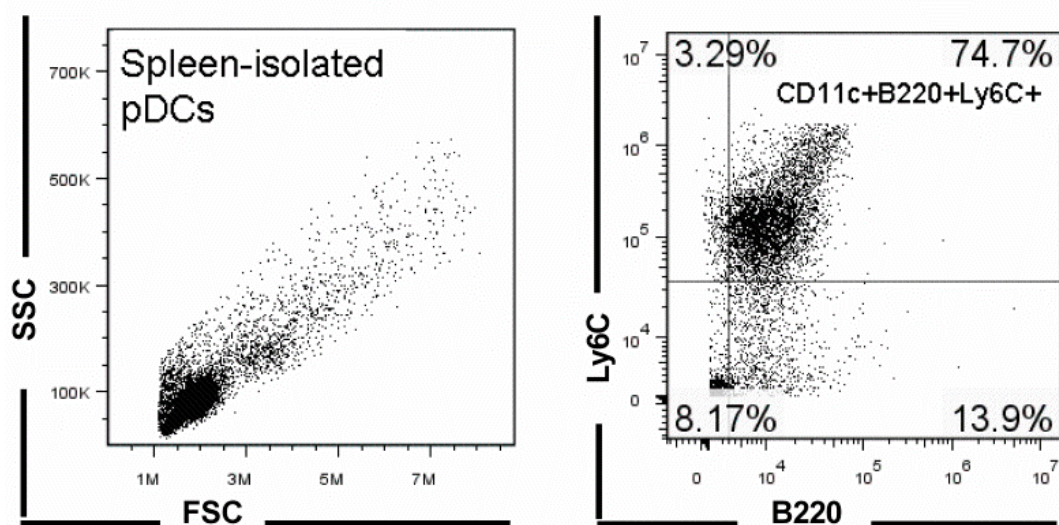 Spleen-isolated
pDCs
700K
500K
300K
100K
SSC
1M 3M 5M 7M
FSC
3.29% 74.7%
CD11c+B220+Ly6C+
10^7
10^6
10^5
10^4
0
Ly6C
8.17% 13.9%
0 10^4 10^5 10^6 10^7
B220